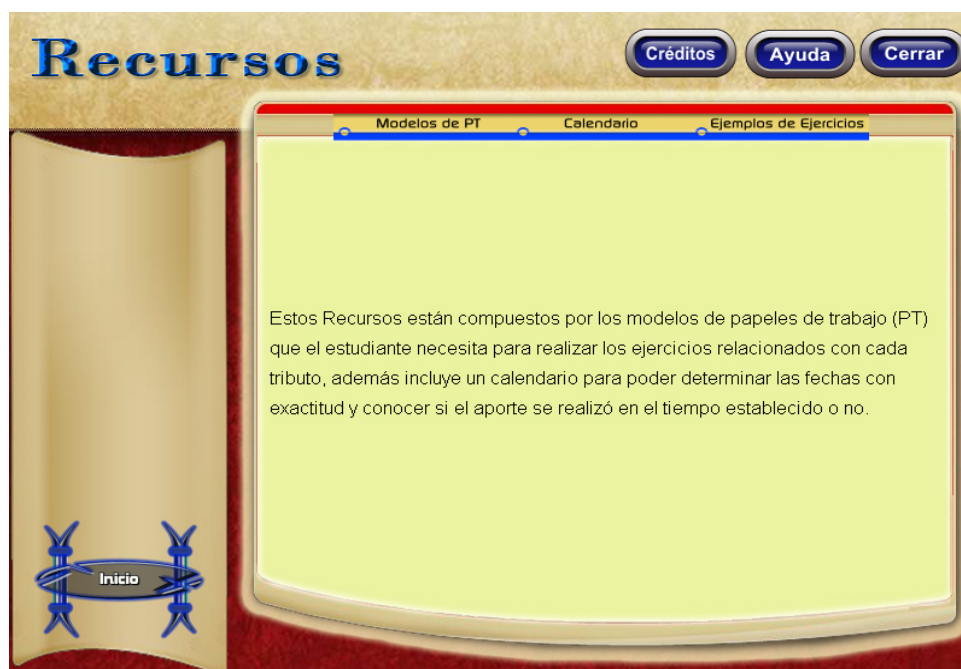 Recursos
Créditos
Ayuda
Cerrar
Modelos de PT
Calendario
Ejemplos de Ejercicios
Estos Recursos están compuestos por los modelos de papeles de trabajo (PT)
que el estudiante necesita para realizar los ejercicios relacionados con cada
tributo, además incluye un calendario para poder determinar las fechas con
exactitud y conocer si el aporte se realizó en el tiempo establecido o no.
Inicio